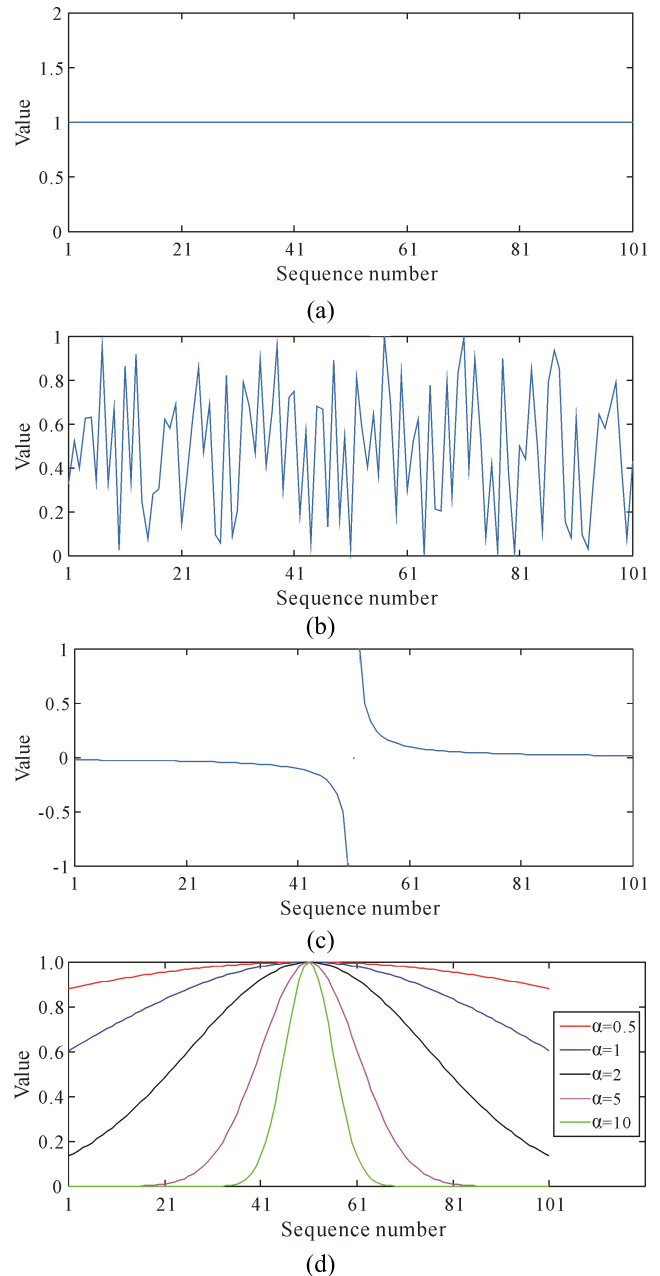 2
1.5
Value
1
0.5
0
1 21 41 61 81 101
Sequence number
(a)
1
0.8
0.6
Value
0.4
0.2
0
1 21 41 61 81 101
Sequence number
(b)
1
0.5
Value
0
-0.5
-1
1 21 41 61 81 101
Sequence number
(c)
1.0
0.8
0.6
Value
0.4
0.2
0
α=0.5
α=1
α=2
α=5
α=10
1 21 41 61 81 101
Sequence number
(d)